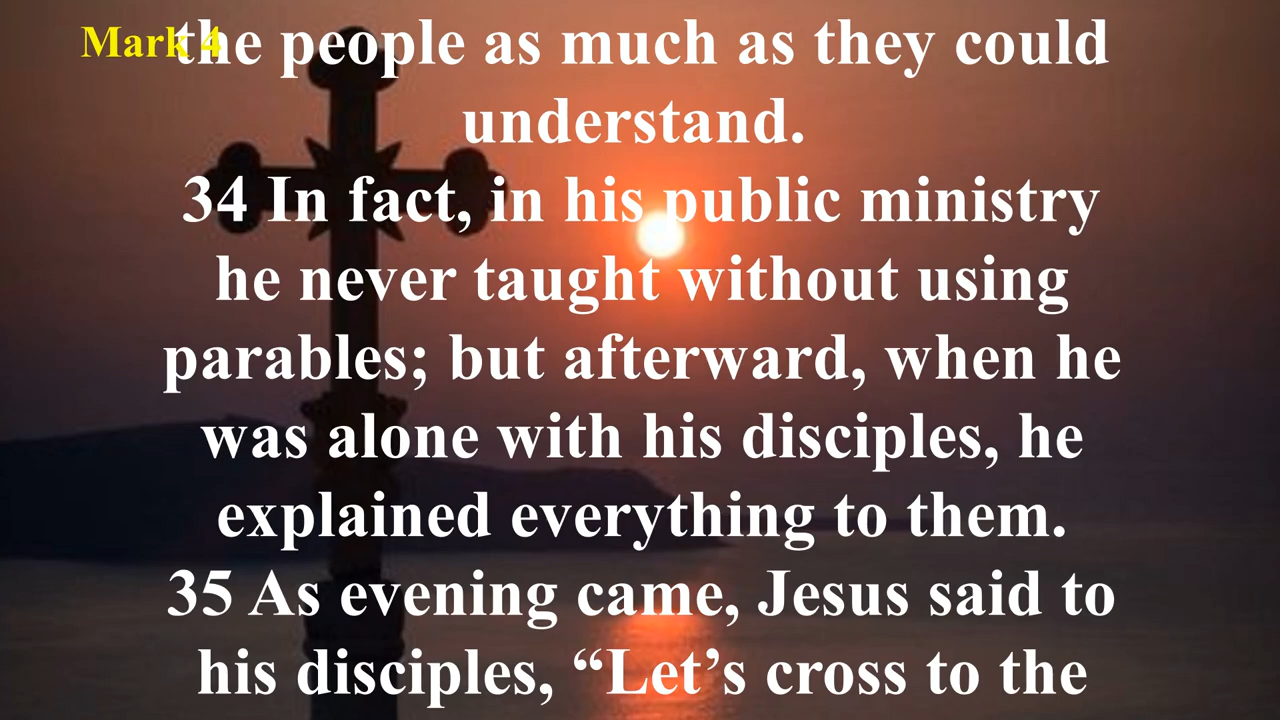 Mark 4
the people as much as they could
understand.
34 In fact, in his public ministry
he never taught without using
parables; but afterward, when he
was alone with his disciples, he
explained everything to them.
35 As evening came, Jesus said to
his disciples, “Let’s cross to the